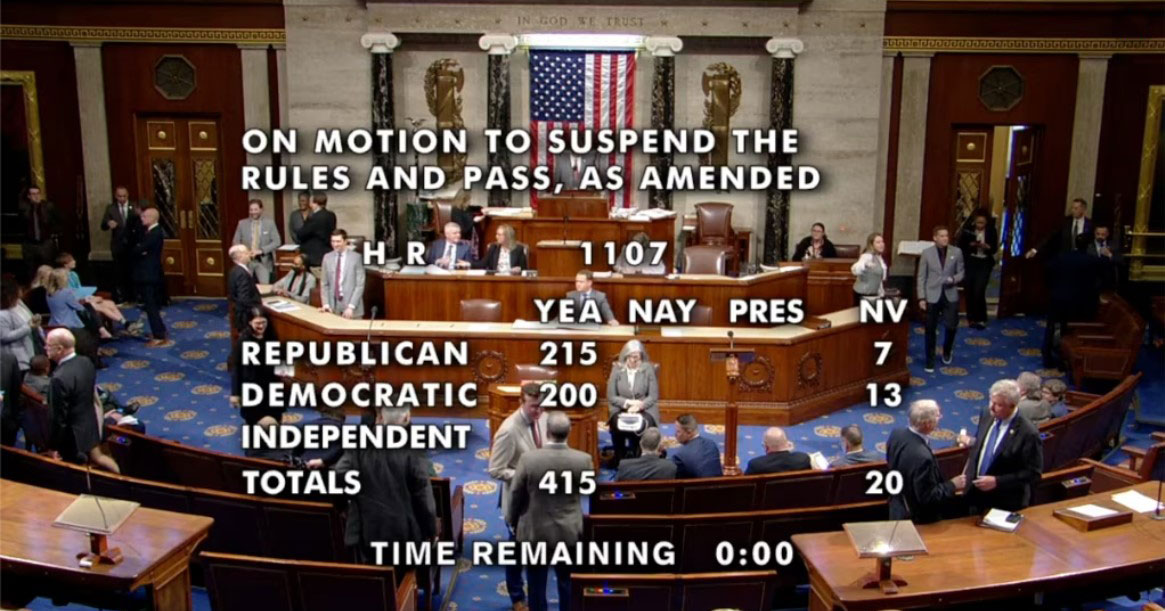 IN GOD WE TRUST
ON MOTION TO SUSPEND THE
RULES AND PASS, AS AMENDED
H R 1107
YEA NAY PRES NV
REPUBLICAN 215 7
DEMOCRATIC 200 13
INDEPENDENT
TOTALS 415 20
TIME REMAINING 0:00